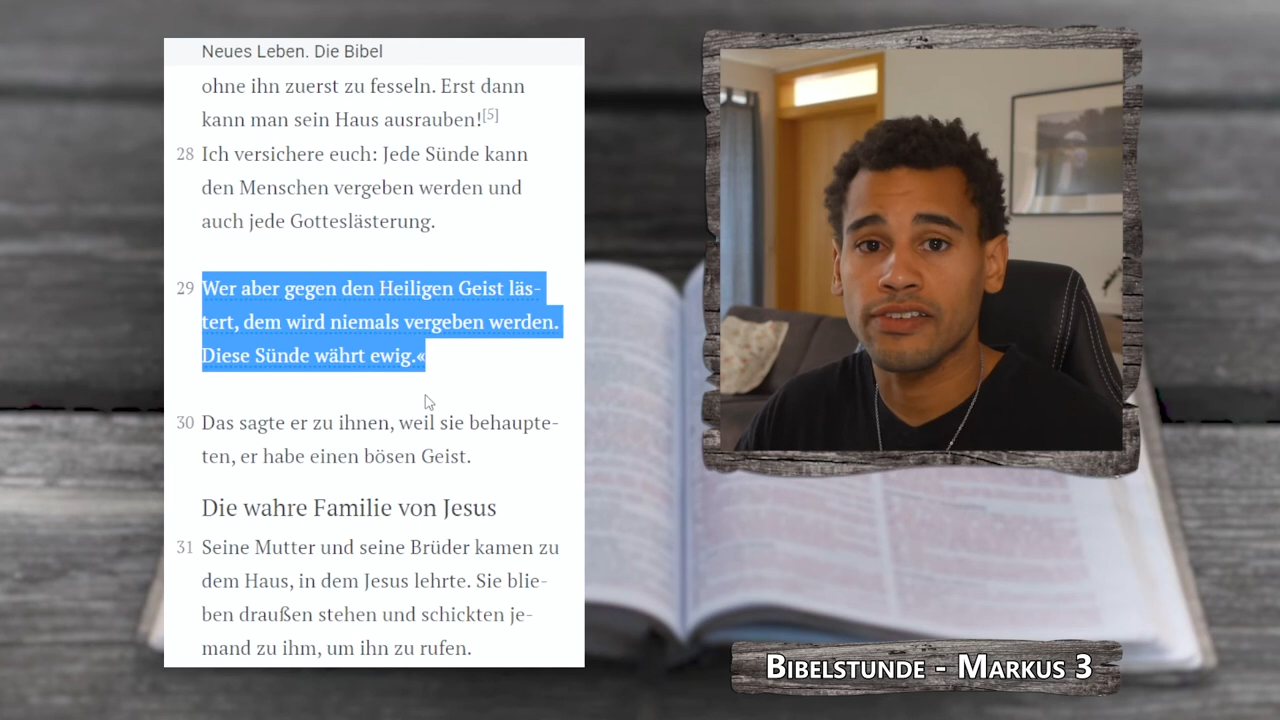 Neues Leben. Die Bibel
ohne ihn zuerst zu fesseln. Erst dann
kann man sein Haus ausrauben![5]
28 Ich versichere euch: Jede Sünde kann
den Menschen vergeben werden und
auch jede Gotteslästerung.
29 Wer aber gegen den Heiligen Geist läs-
tert, dem wird niemals vergeben werden.
Diese Sünde währt ewig.«
30 Das sagte er zu ihnen, weil sie behaupte-
ten, er habe einen bösen Geist.
Die wahre Familie von Jesus
31 Seine Mutter und seine Brüder kamen zu
dem Haus, in dem Jesus lehrte. Sie blie-
ben draußen stehen und schickten je-
mand zu ihm, um ihn zu rufen.
Bibelstunde - Markus 3